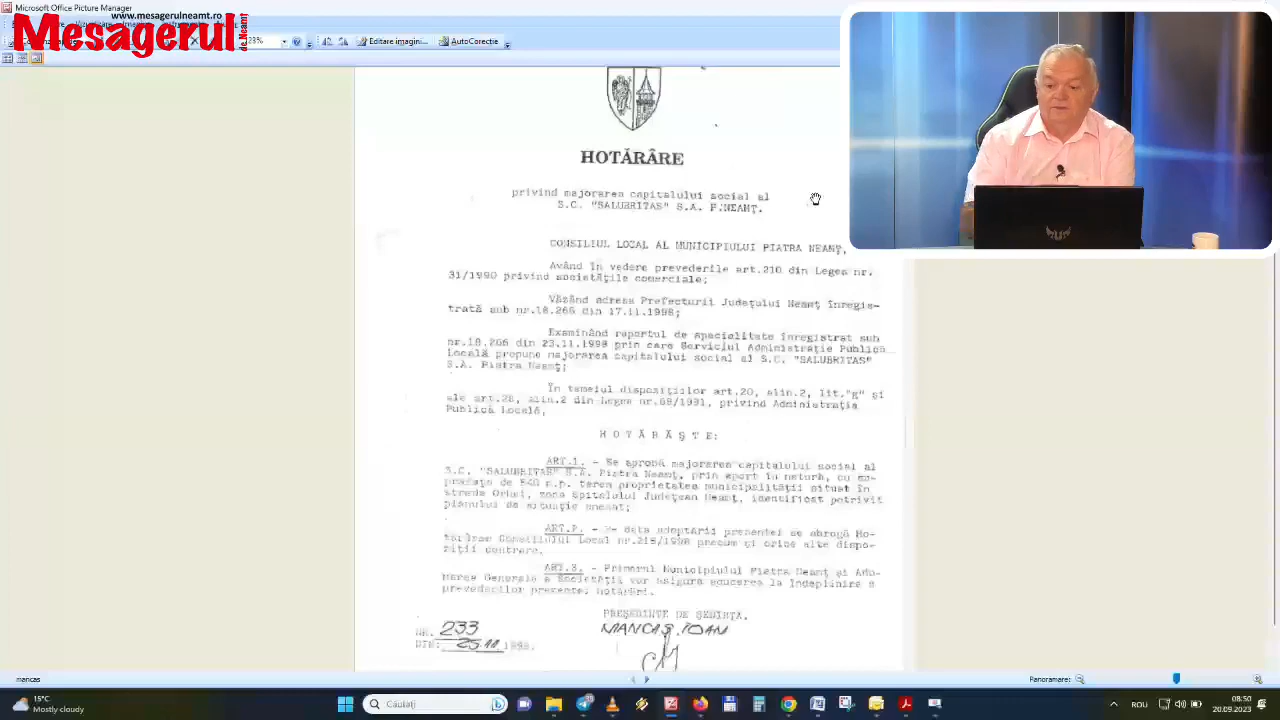 Microsoft Office Picture Manager
www.mesagerulneamt.ro
Mesagerul
de Neamț
Editare imagini...
AutoCorecție
HOTĂRÂRE
privind majorarea capitalului social al
S.C. "SALUBRITAS" S.A. P.NEAMȚ.
CONSILIUL LOCAL AL MUNICIPIULUI PIATRA NEAMȚ,
Având în vedere prevederile art.210 din Legea nr.
31/1990 privind societățile comerciale;
Văzând adresa Prefecturii Județului Neamț înregis-
trată sub nr.18.266 din 17.11.1998;
Examinând raportul de specialitate înregistrat sub
nr.18.266 din 23.11.1998 prin care Serviciul Administrație Publică
Locală propune majorarea capitalului social al S.C. "SALUBRITAS"
S.A. Piatra Neamț;
În temeiul dispozițiilor art.20, alin.2, lit."g" și
ale art.28, alin.2 din Legea nr.69/1991, privind Administrația
Publică Locală,
H O T Ă R Ă Ș T E:
ART.1. - Se aprobă majorarea capitalului social al
S.C. "SALUBRITAS" S.A. Piatra Neamț, prin aport în natură, cu su-
prafața de 540 m.p. teren proprietatea municipalității situat în
strada Orhei, zona Spitalului Județean Neamț, identificat potrivit
planului de situație anexat;
ART.2. - Pe data adoptării prezentei se abrogă Ho-
tărârea Consiliului Local nr.215/1998 precum și orice alte dispo-
ziții contrare.
ART.3. - Primarul Municipiului Piatra Neamț și Adu-
narea Generală a Societății vor asigura aducerea la îndeplinire a
prevederilor prezentei hotărâri.
PREȘEDINTE DE ȘEDINȚĂ,
MANCAȘ IOAN
NR. 233
DIN: 25.11 1998.
mancas
Panoramare:
15°C
Mostly cloudy
Căutați
ROU
08:50
20.09.2023